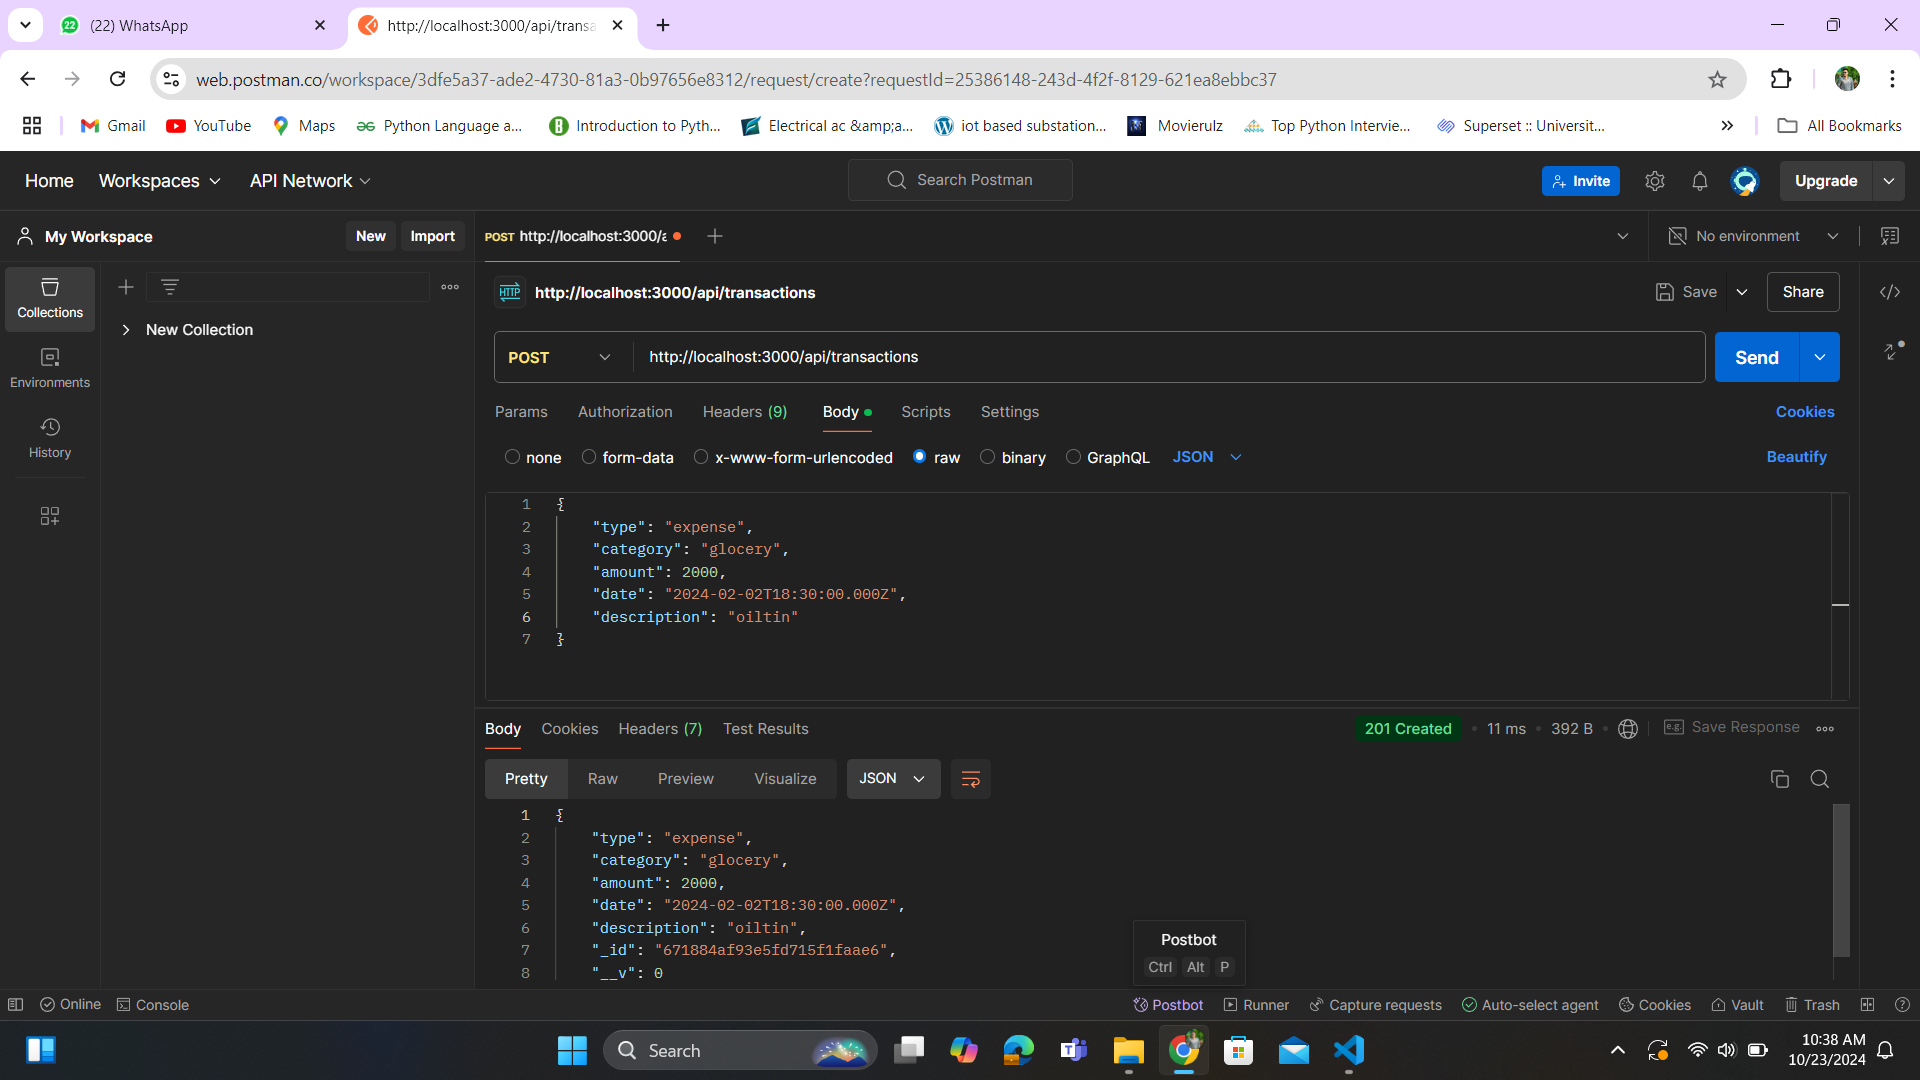 22 (22) WhatsApp
http://localhost:3000/api/transa
web.postman.co/workspace/3dfe5a37-ade2-4730-81a3-0b97656e8312/request/create?requestId=25386148-243d-4f2f-8129-621ea8ebbc37
Gmail YouTube Maps Python Language a... Introduction to Pyth... Electrical ac &amp;a... iot based substation... Movierulz Top Python Intervie... Superset :: Universit... All Bookmarks
Home Workspaces API Network Search Postman Invite Upgrade
My Workspace New Import POST http://localhost:3000/a No environment
Collections
New Collection
Environments
History
HTTP http://localhost:3000/api/transactions Save Share
POST http://localhost:3000/api/transactions Send
Params Authorization Headers (9) Body Scripts Settings Cookies
none form-data x-www-form-urlencoded raw binary GraphQL JSON Beautify
1 {
2 "type": "expense",
3 "category": "glocery",
4 "amount": 2000,
5 "date": "2024-02-02T18:30:00.000Z",
6 "description": "oiltin"
7 }
Body Cookies Headers (7) Test Results 201 Created 11 ms 392 B e.g. Save Response
Pretty Raw Preview Visualize JSON
1 {
2 "type": "expense",
3 "category": "glocery",
4 "amount": 2000,
5 "date": "2024-02-02T18:30:00.000Z",
6 "description": "oiltin",
7 "_id": "671884af93e5fd715f1faae6",
8 "__v": 0
Postbot
Ctrl Alt P
Online Console Postbot Runner Capture requests Auto-select agent Cookies Vault Trash
Search
10:38 AM
10/23/2024